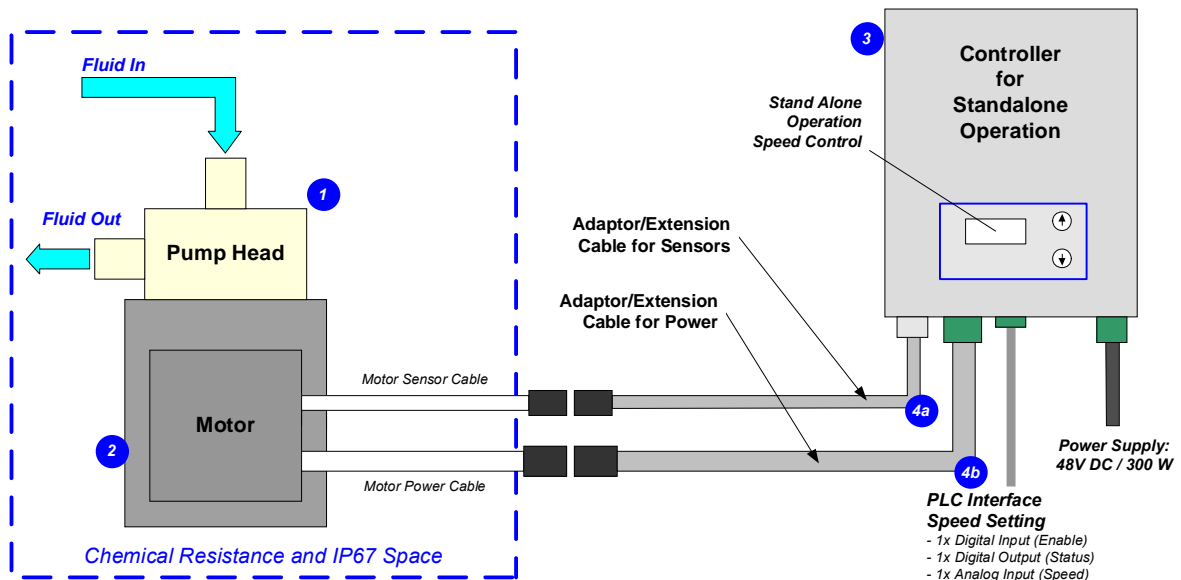 Fluid In
1
Fluid Out
Pump Head
Motor
2
Motor Sensor Cable
Motor Power Cable
Chemical Resistance and IP67 Space
3
Controller
for
Standalone
Operation
Stand Alone
Operation
Speed Control
Adaptor/Extension
Cable for Sensors
Adaptor/Extension
Cable for Power
4a
4b
Power Supply:
48V DC / 300 W
PLC Interface
Speed Setting
- 1x Digital Input (Enable)
- 1x Digital Output (Status)
- 1x Analog Input (Speed)